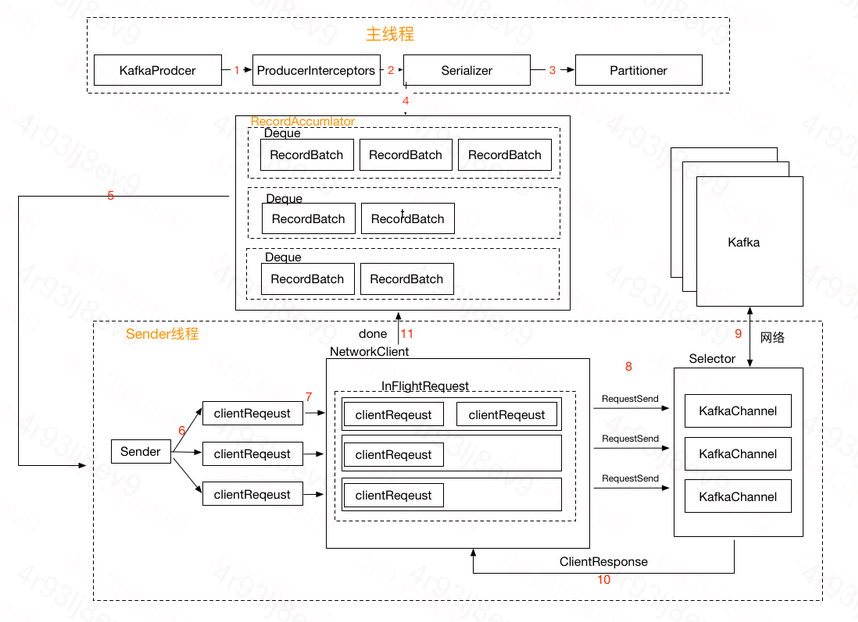 主线程
KafkaProdcer
1
ProducerInterceptors
2
Serializer
3
Partitioner
4
RecordAccumlator
Deque
RecordBatch
RecordBatch
RecordBatch
5
Deque
RecordBatch
RecordBatch
Deque
RecordBatch
RecordBatch
Kafka
Sender线程
done
11
9
网络
NetworkClient
Selector
8
InFlightRequest
7
6
Sender
clientReqeust
clientReqeust
clientReqeust
clientReqeust
clientReqeust
clientReqeust
clientReqeust
RequestSend
RequestSend
RequestSend
KafkaChannel
KafkaChannel
KafkaChannel
ClientResponse
10
4r93lj8ev9